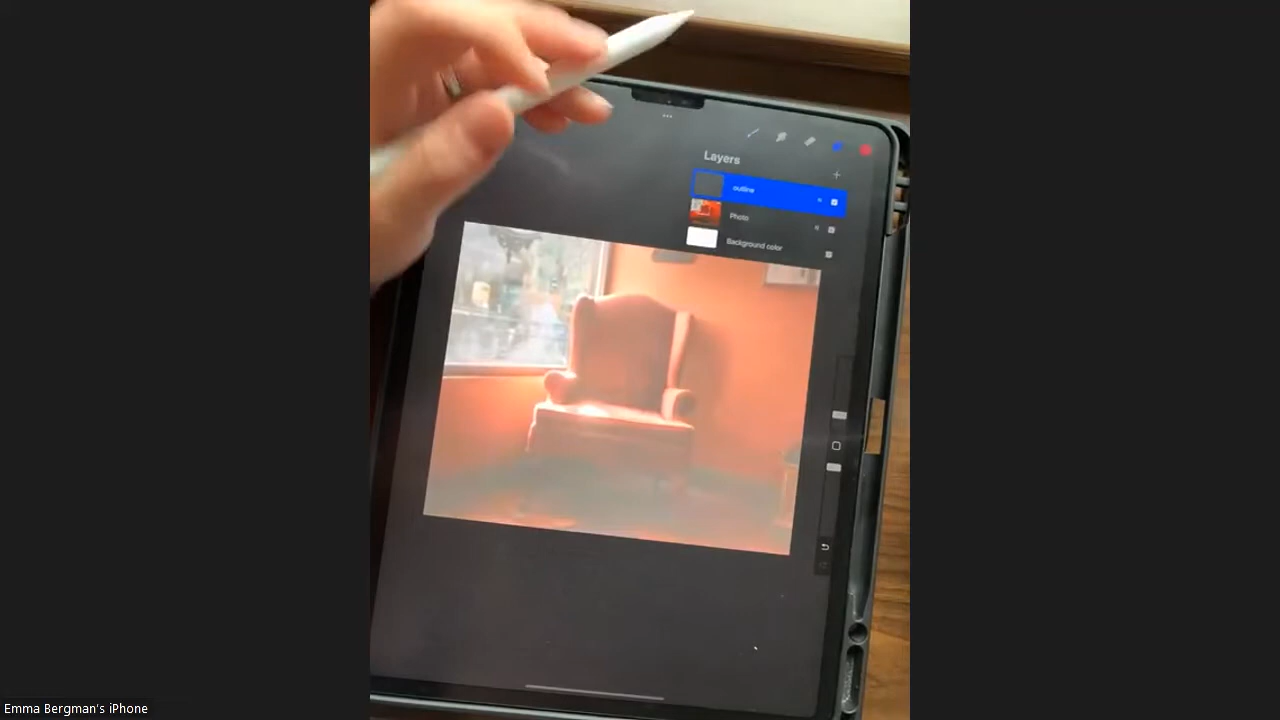 Layers
outline
N
Photo
N
Background color
Emma Bergman's iPhone